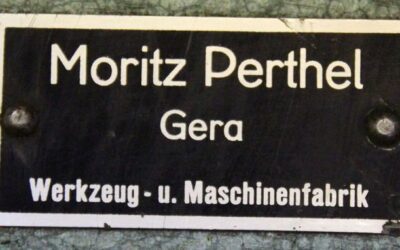 Moritz Perthel
Gera
Werkzeug - u. Maschinenfabrik